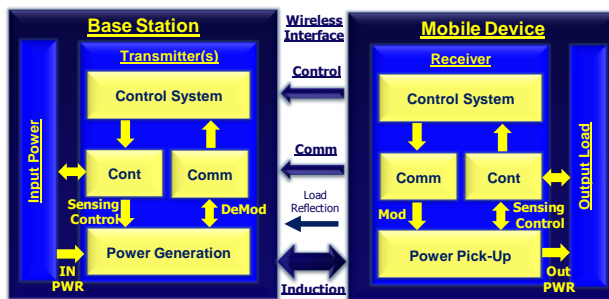 Base Station
Transmitter(s)
Input Power
Control System
Cont
Comm
Sensing
Control
DeMod
Power Generation
IN
PWR
Wireless
Interface
Control
Comm
Load
Reflection
Induction
Mobile Device
Receiver
Control System
Comm
Cont
Mod
Sensing
Control
Power Pick-Up
Out
PWR
Output Load